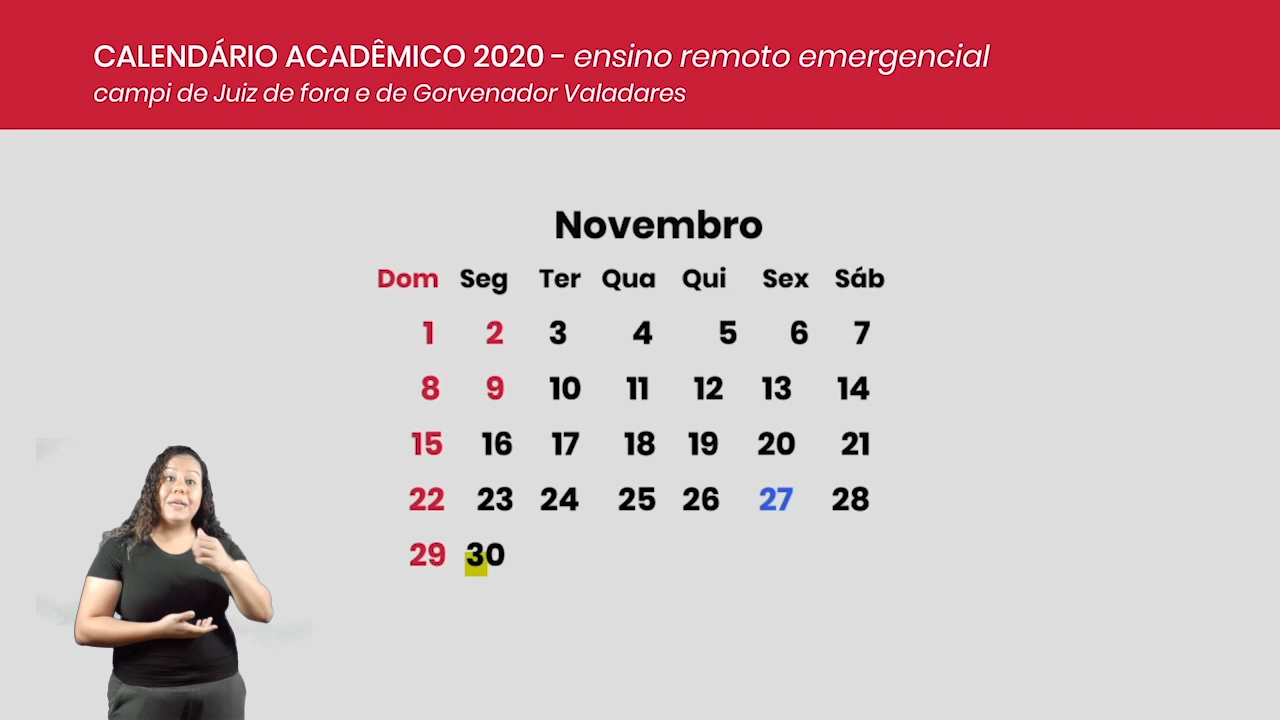 CALENDÁRIO ACADÊMICO 2020 - ensino remoto emergencial
campi de Juiz de fora e de Gorvenador Valadares
Novembro
Dom Seg Ter Qua Qui Sex Sáb
1 2 3 4 5 6 7
8 9 10 11 12 13 14
15 16 17 18 19 20 21
22 23 24 25 26 27 28
29 30